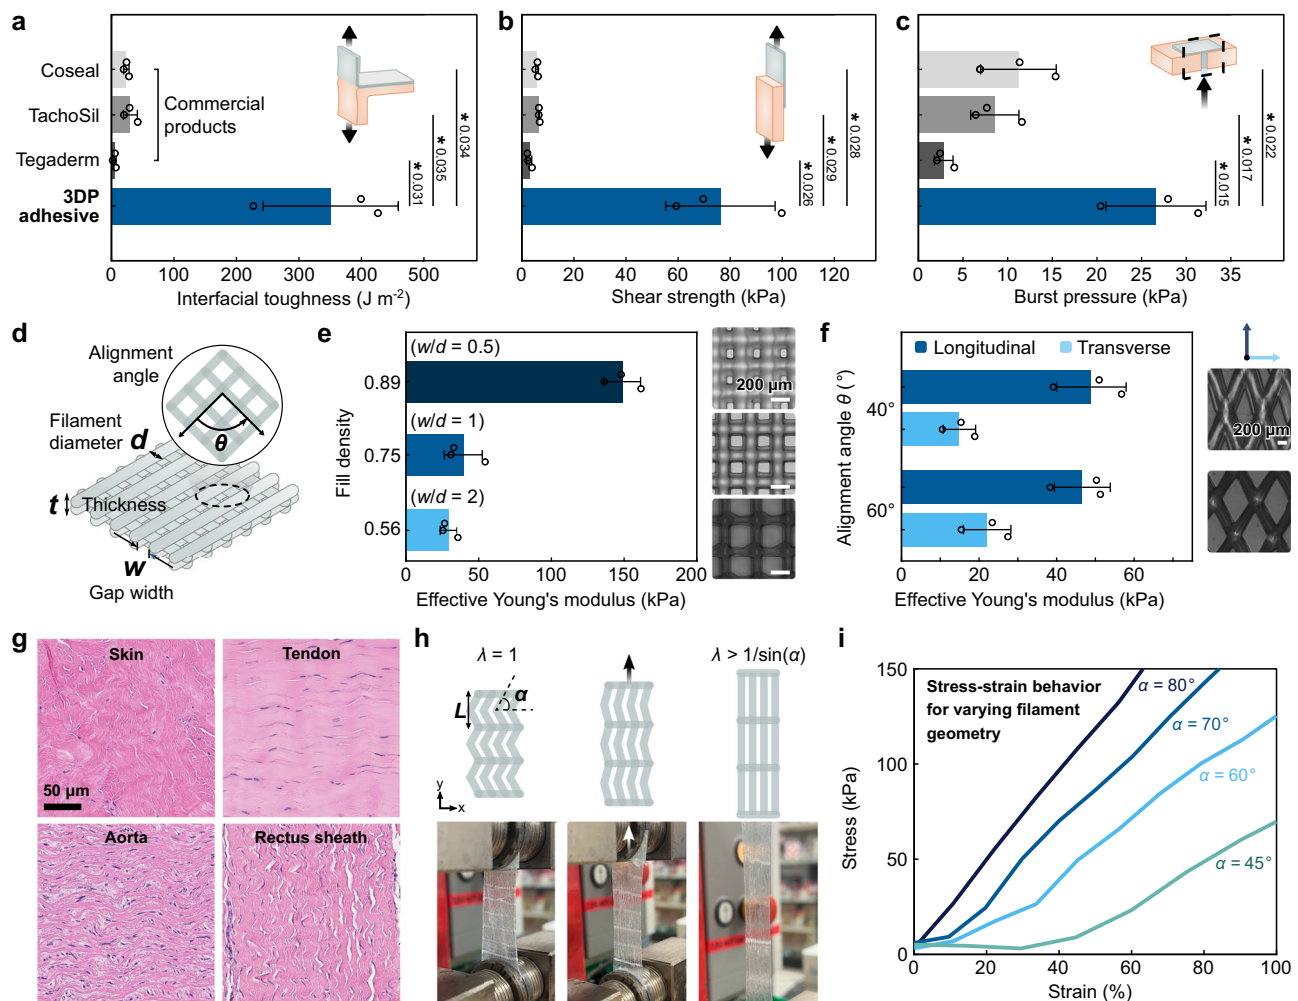 a
Coseal
TachoSil
Tegaderm
3DP
adhesive
Commercial
products
* 0.031
* 0.035
* 0.034
0 100 200 300 400 500
Interfacial toughness (J m-2)
b
* 0.026
* 0.029
* 0.028
0 20 40 60 80 100 120
Shear strength (kPa)
c
* 0.015
* 0.017
* 0.022
0 5 10 15 20 25 30 35
Burst pressure (kPa)
d
Alignment
angle
θ
Filament
diameter
d
t
Thickness
w
Gap width
e
(w/d = 0.5)
0.89
(w/d = 1)
0.75
(w/d = 2)
0.56
Fill density
0 50 100 150 200
Effective Young's modulus (kPa)
200 µm
f
Longitudinal
Transverse
Alignment angle θ (°)
40°
60°
0 20 40 60
Effective Young's modulus (kPa)
200 µm
g
Skin
50 µm
Tendon
Aorta
Rectus sheath
h
λ = 1
λ > 1/sin(α)
α
L
y
x
i
Stress-strain behavior
for varying filament
geometry
α = 80°
α = 70°
α = 60°
α = 45°
150
100
50
0
Stress (kPa)
0 20 40 60 80 100
Strain (%)